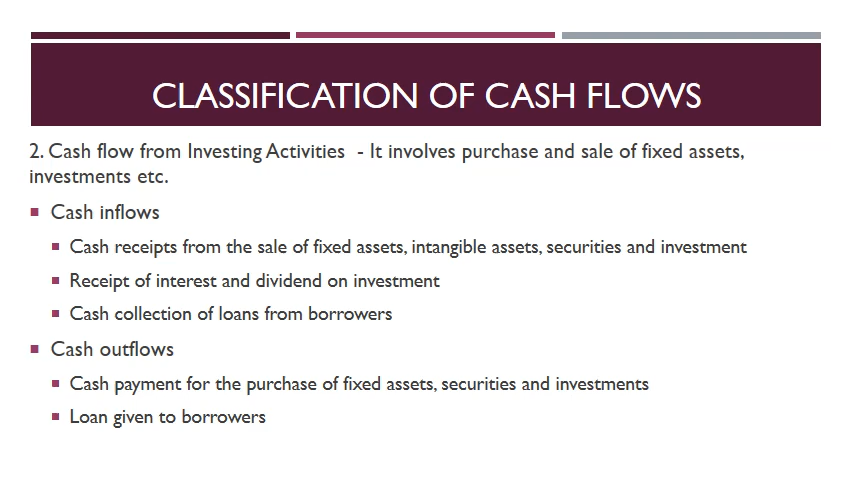 CLASSIFICATION OF CASH FLOWS
2. Cash flow from Investing Activities - It involves purchase and sale of fixed assets,
investments etc.
Cash inflows
Cash receipts from the sale of fixed assets, intangible assets, securities and investment
Receipt of interest and dividend on investment
Cash collection of loans from borrowers
Cash outflows
Cash payment for the purchase of fixed assets, securities and investments
Loan given to borrowers